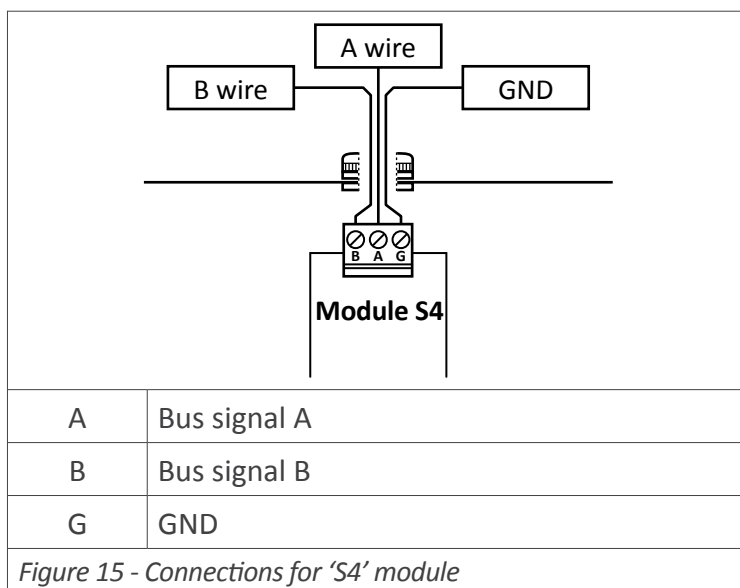 A wire
B wire
GND
B A G
Module S4
A Bus signal A
B Bus signal B
G GND
Figure 15 - Connections for ‘S4’ module